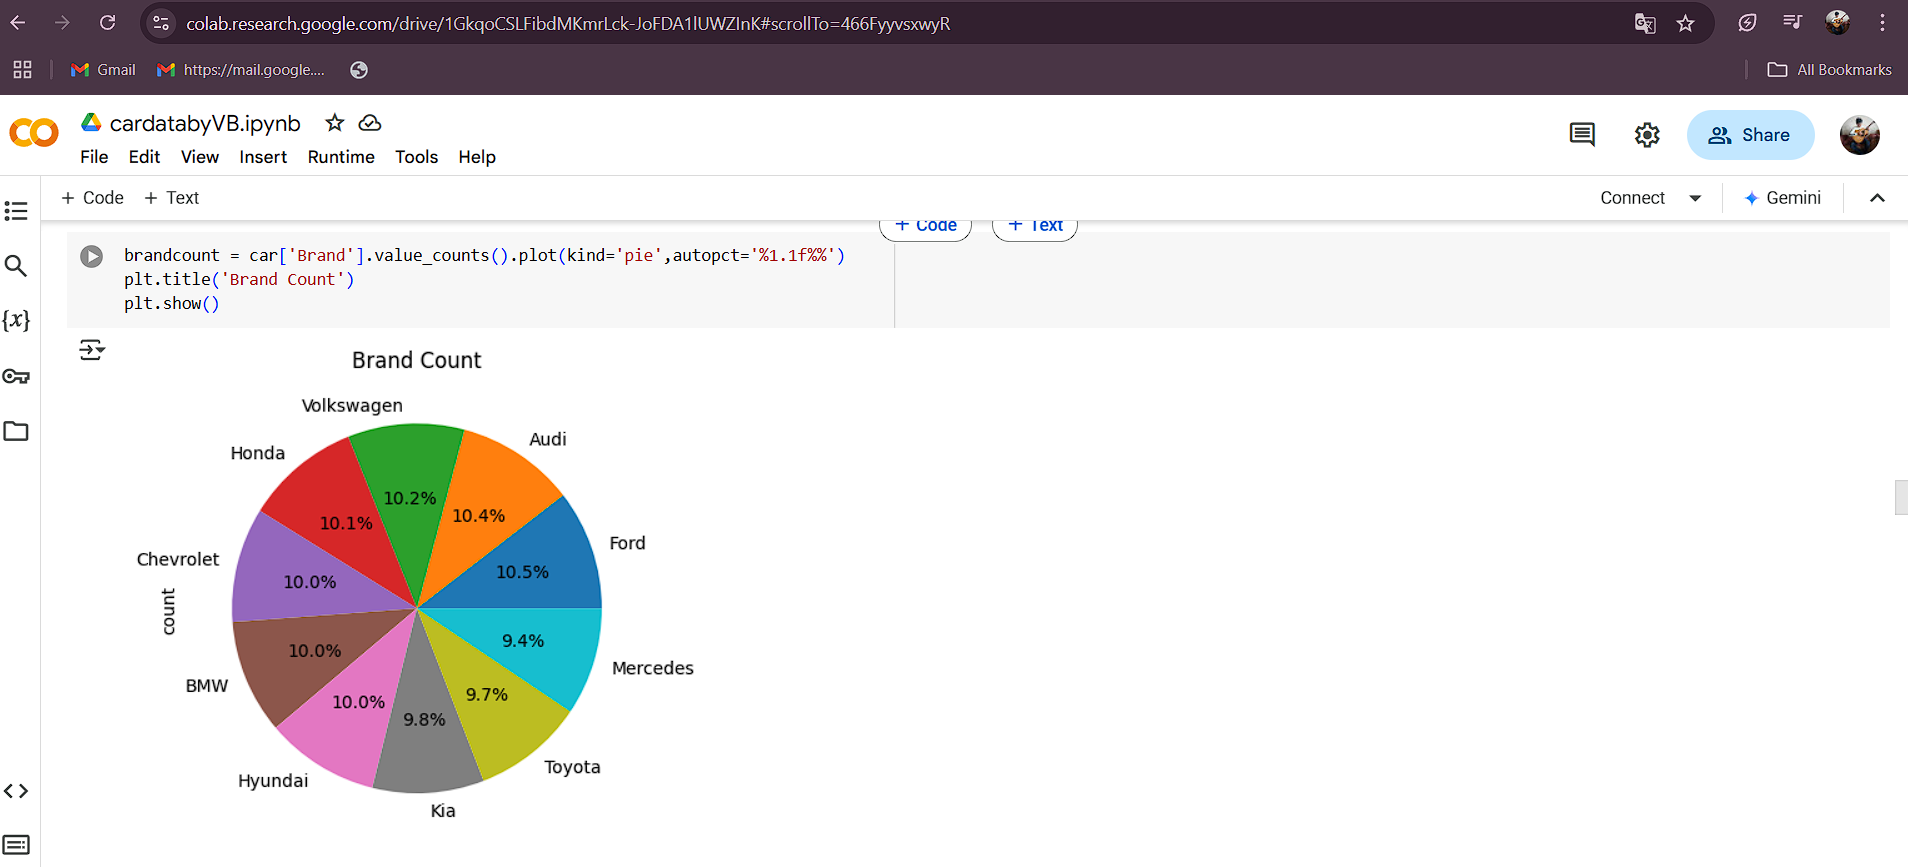 colab.research.google.com/drive/1GkqoCSLFibdMKmrLck-JoFDA1lUWZInK#scrollTo=466FyyvsxwyR
Gmail https://mail.google.... All Bookmarks
cardatabyVB.ipynb
Share
File Edit View Insert Runtime Tools Help
+ Code + Text Connect Gemini
+ Code + Text
brandcount = car['Brand'].value_counts().plot(kind='pie',autopct='%1.1f%%')
plt.title('Brand Count')
plt.show()
{x}
Brand Count
Volkswagen
Audi
Honda
10.2%
10.4%
10.1%
Ford
Chevrolet
10.5%
10.0%
count
9.4%
10.0%
Mercedes
BMW
9.7%
10.0%
9.8%
Toyota
Hyundai
Kia